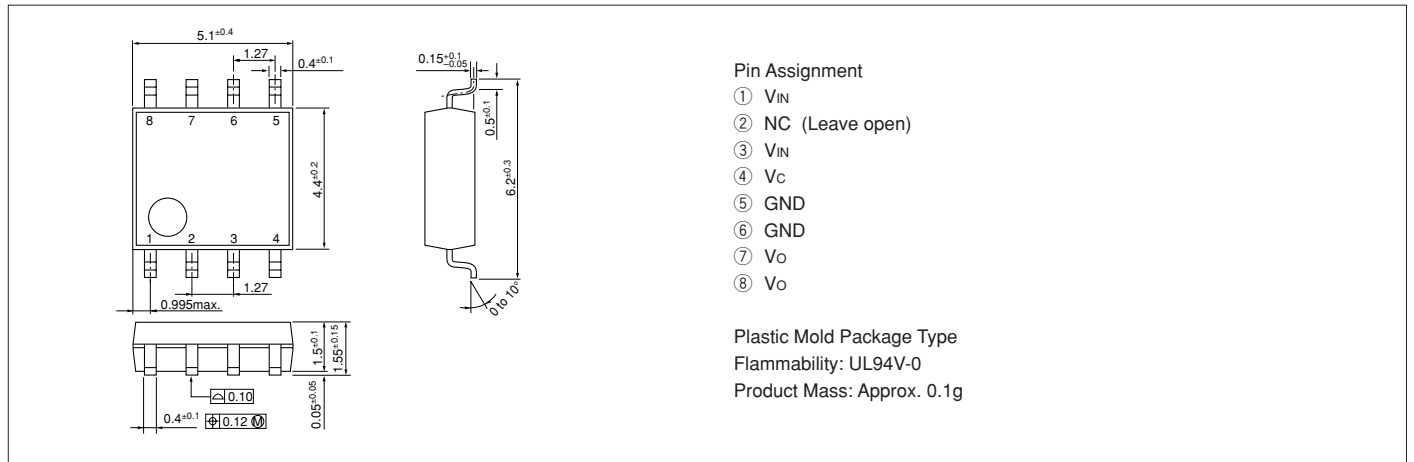 5.1±0.4
1.27
0.4±0.1
8 7 6 5
4.4±0.2
1 2 3 4
1.27
0.995max.
0.15+0.1-0.05
0.5±0.1
6.2±0.3
0 to 10°
1.5±0.1
1.55±0.15
0.05±0.05
⌓ 0.10
0.4±0.1
⌖ 0.12 Ⓜ
Pin Assignment
① VIN
② NC (Leave open)
③ VIN
④ VC
⑤ GND
⑥ GND
⑦ VO
⑧ VO
Plastic Mold Package Type
Flammability: UL94V-0
Product Mass: Approx. 0.1g